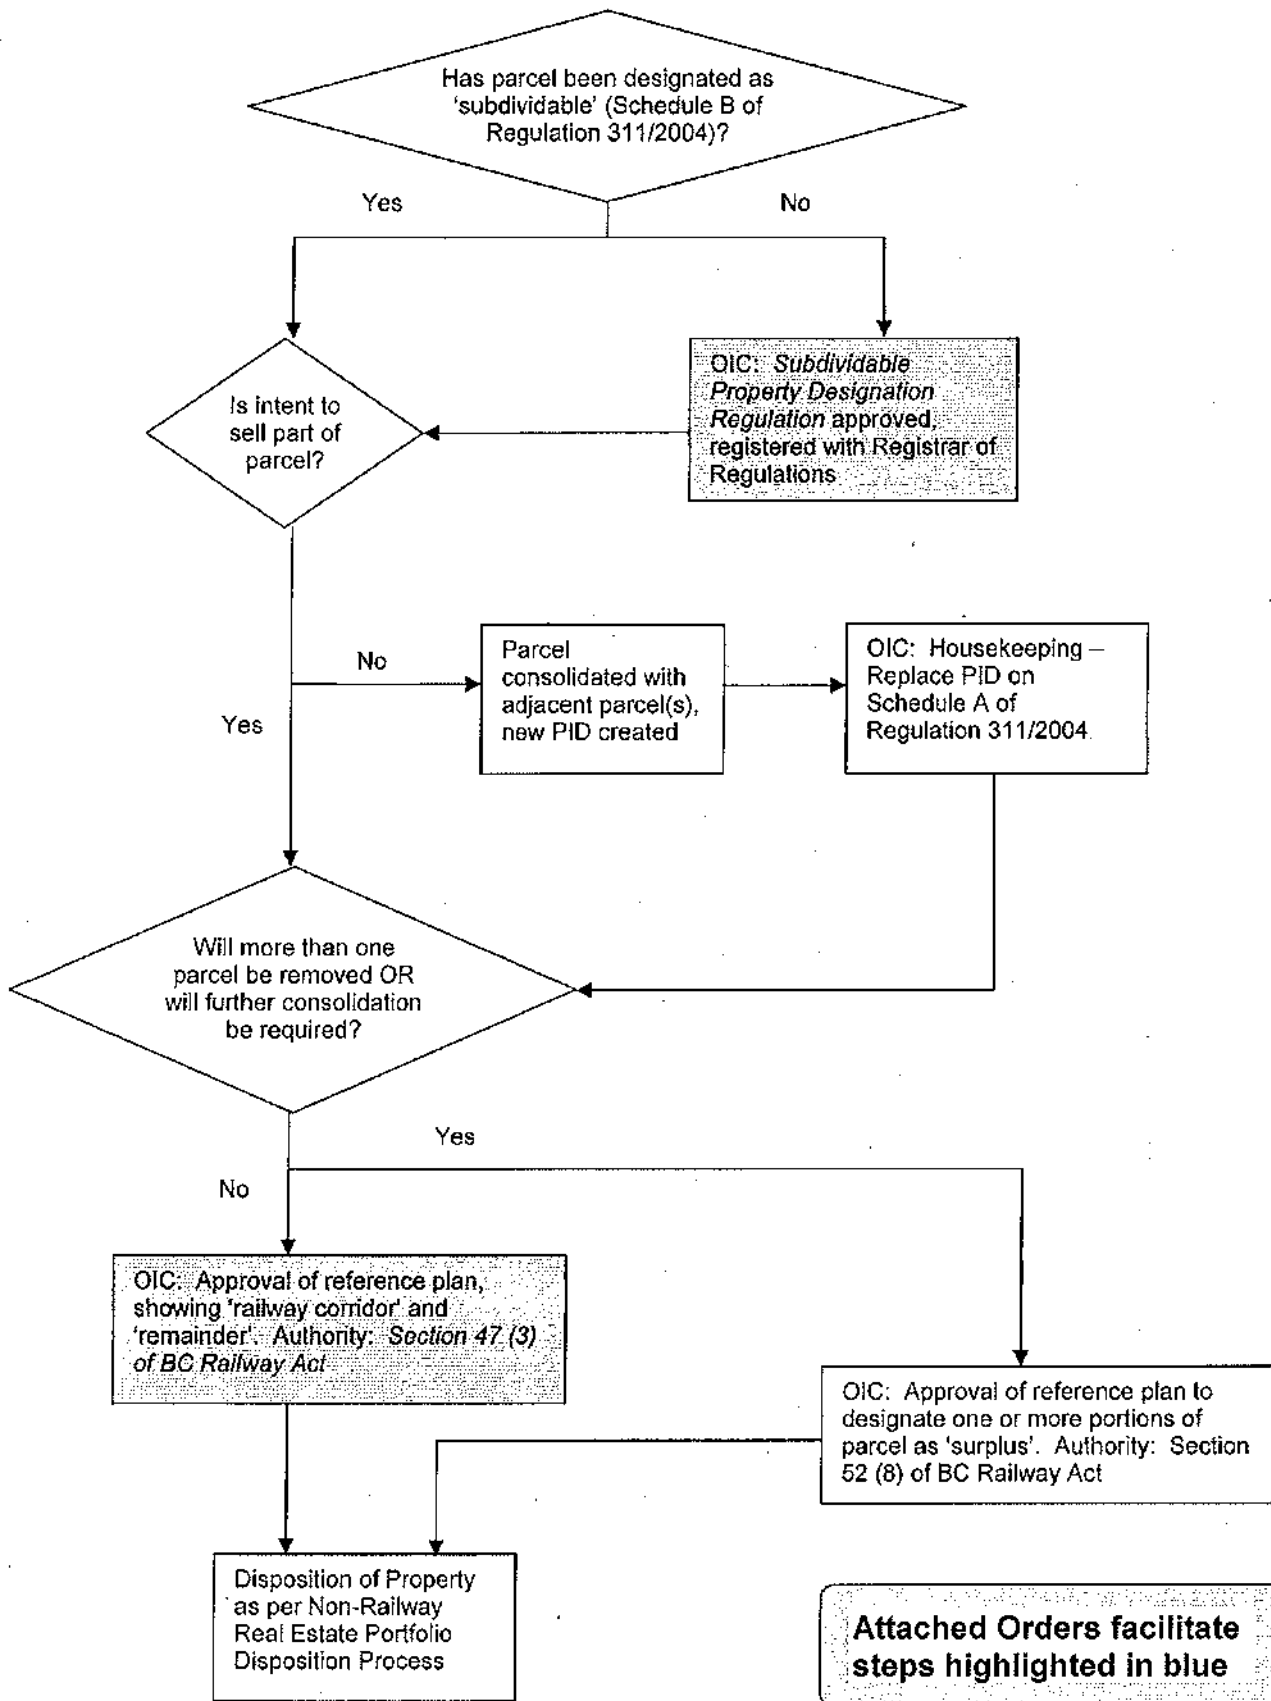 Has parcel been designated as
'subdividable' (Schedule B of
Regulation 311/2004)?
Yes
No
Is intent to
sell part of
parcel?
OIC: Subdividable
Property Designation
Regulation approved,
registered with Registrar of
Regulations
No
Parcel
consolidated with
adjacent parcel(s),
new PID created
OIC: Housekeeping –
Replace PID on
Schedule A of
Regulation 311/2004
Yes
Will more than one
parcel be removed OR
will further consolidation
be required?
Yes
No
OIC: Approval of reference plan,
showing 'railway corridor' and
'remainder'. Authority: Section 47 (3)
of BC Railway Act
OIC: Approval of reference plan to
designate one or more portions of
parcel as 'surplus'. Authority: Section
52 (8) of BC Railway Act
Disposition of Property
as per Non-Railway
Real Estate Portfolio
Disposition Process
Attached Orders facilitate
steps highlighted in blue